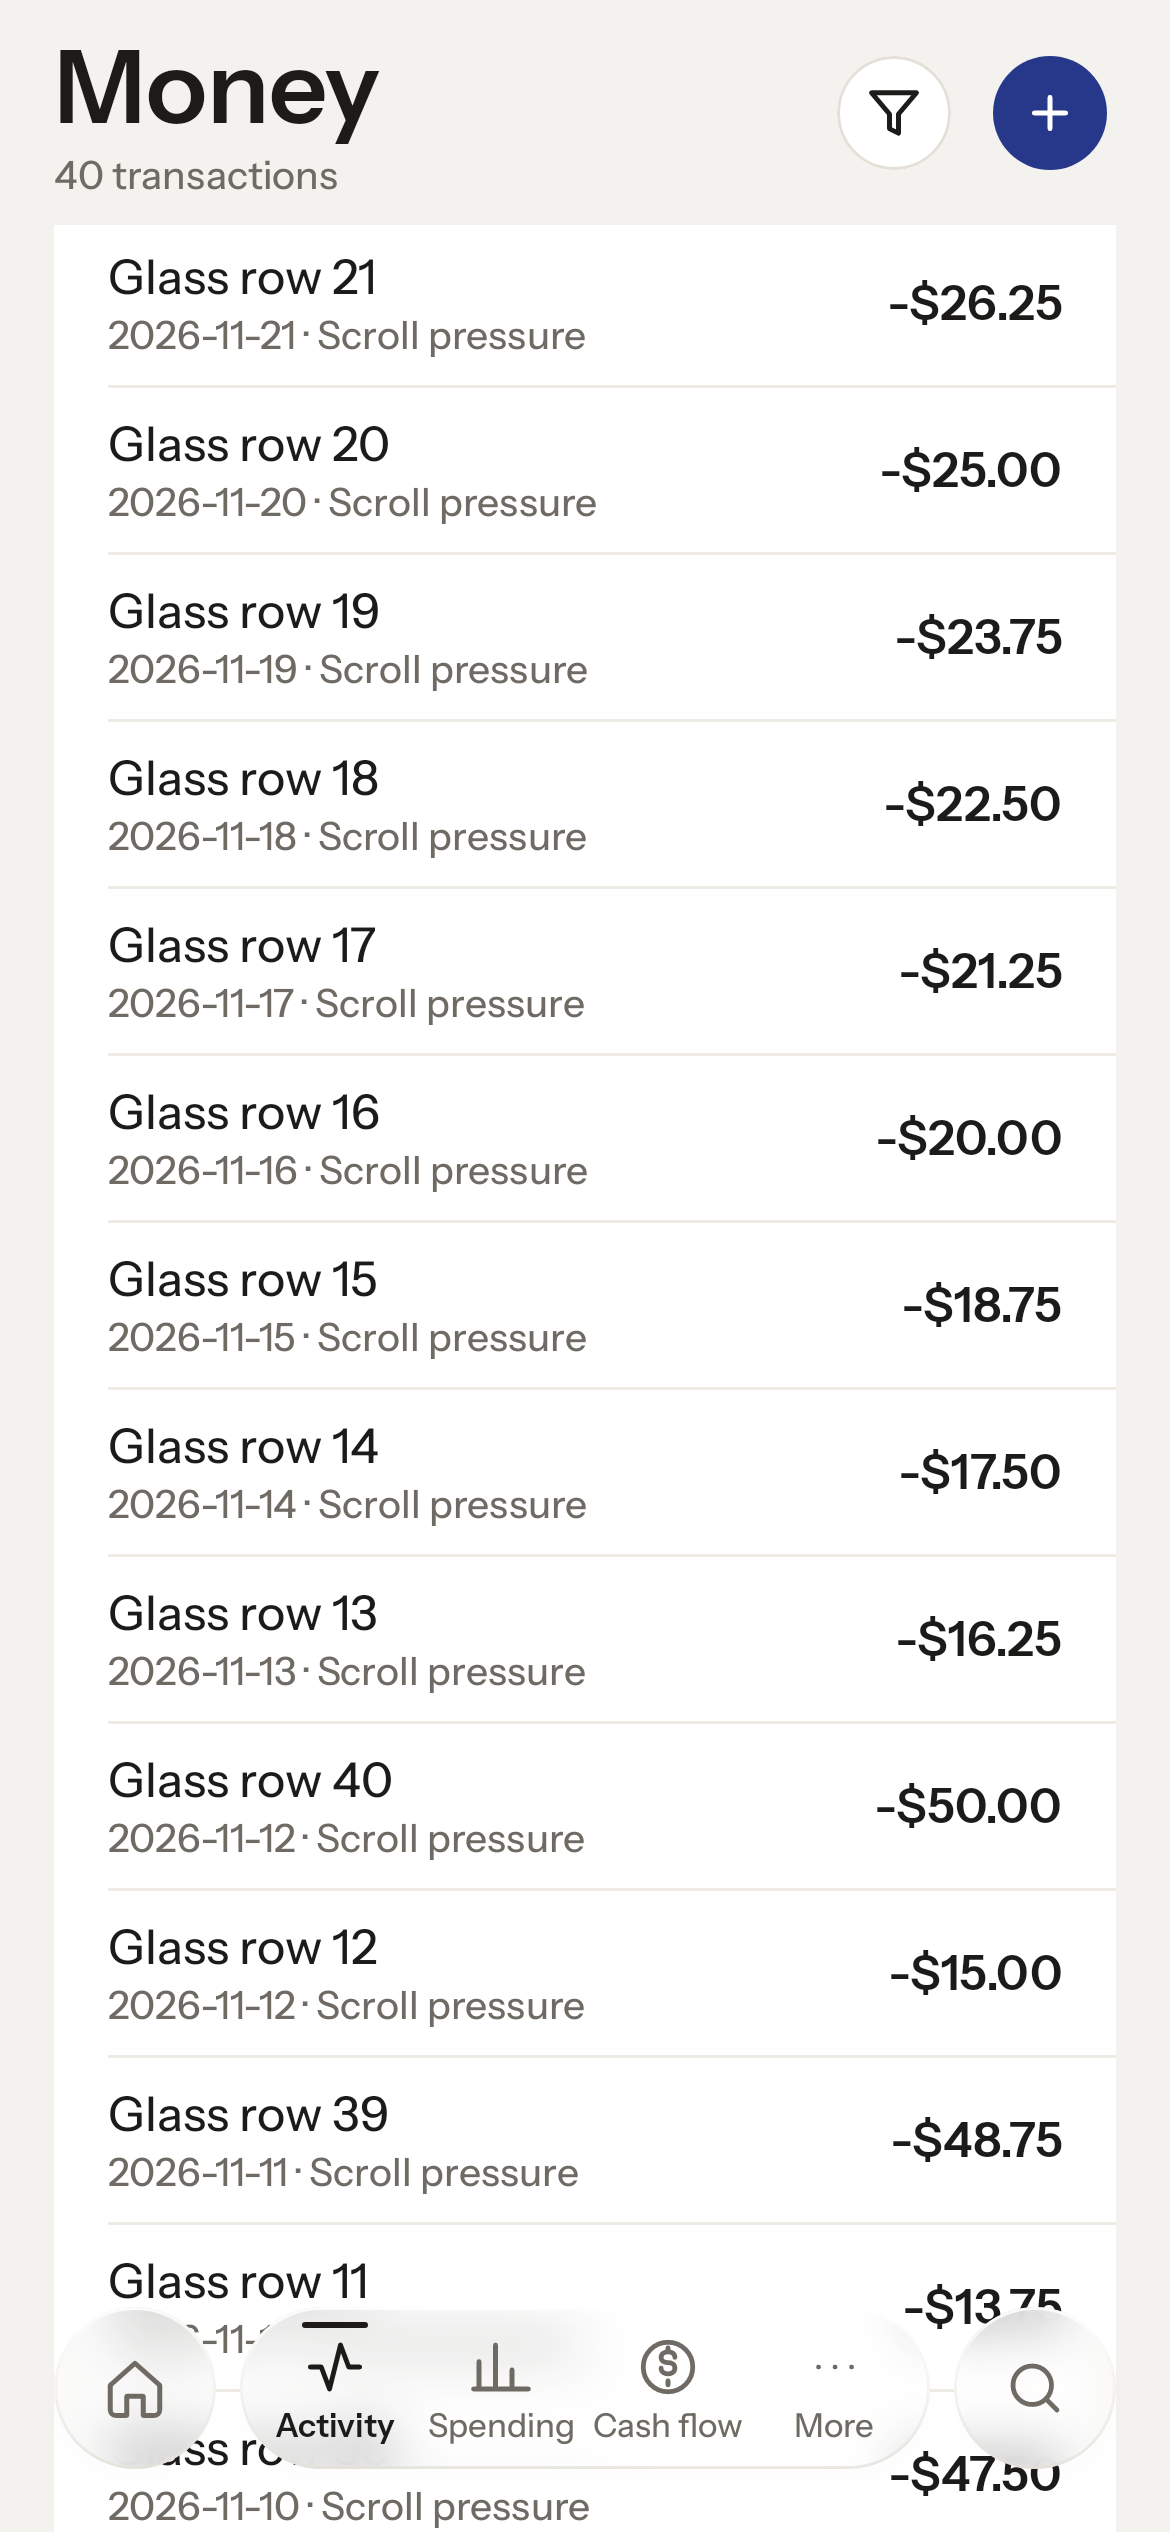 Money
40 transactions
Glass row 21
2026-11-21 · Scroll pressure
-$26.25
Glass row 20
2026-11-20 · Scroll pressure
-$25.00
Glass row 19
2026-11-19 · Scroll pressure
-$23.75
Glass row 18
2026-11-18 · Scroll pressure
-$22.50
Glass row 17
2026-11-17 · Scroll pressure
-$21.25
Glass row 16
2026-11-16 · Scroll pressure
-$20.00
Glass row 15
2026-11-15 · Scroll pressure
-$18.75
Glass row 14
2026-11-14 · Scroll pressure
-$17.50
Glass row 13
2026-11-13 · Scroll pressure
-$16.25
Glass row 40
2026-11-12 · Scroll pressure
-$50.00
Glass row 12
2026-11-12 · Scroll pressure
-$15.00
Glass row 39
2026-11-11 · Scroll pressure
-$48.75
Glass row 11
-$13.75
Activity
Spending
Cash flow
More
-$47.50
2026-11-10 · Scroll pressure